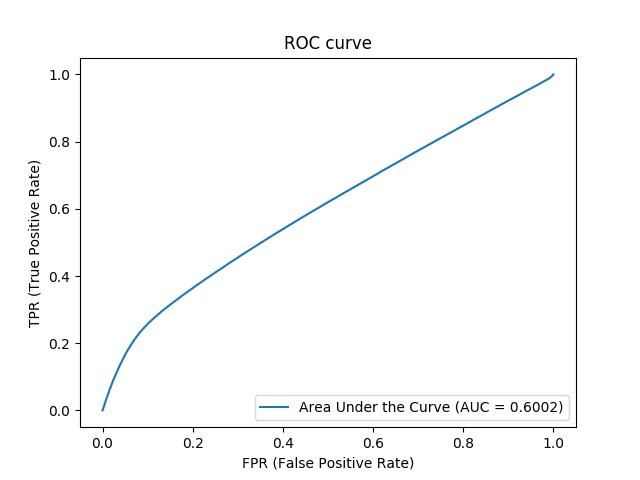 ROC curve
1.0
0.8
0.6
0.4
0.2
0.0
TPR (True Positive Rate)
Area Under the Curve (AUC = 0.6002)
0.0 0.2 0.4 0.6 0.8 1.0
FPR (False Positive Rate)